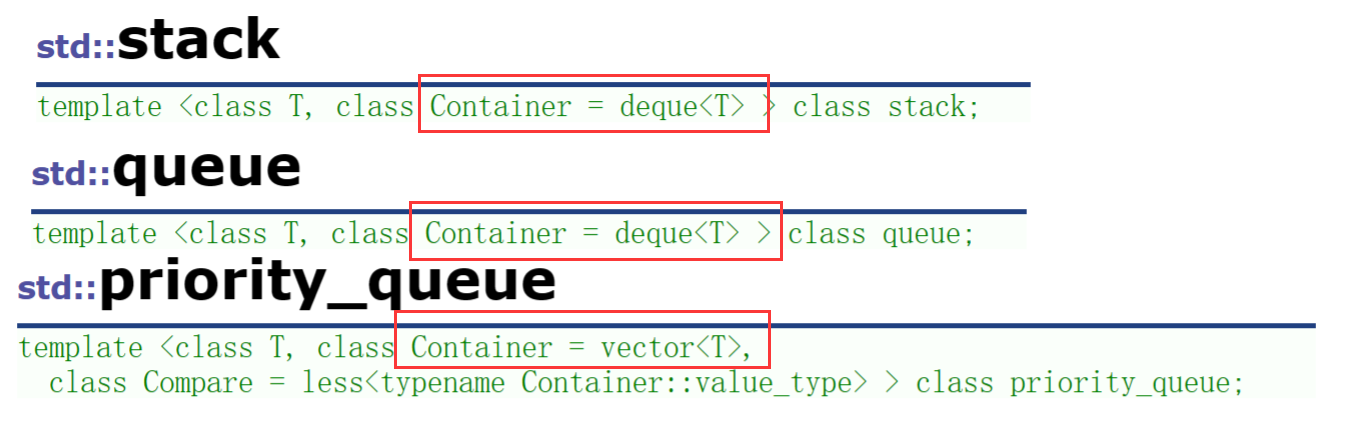 std::stack
template <class T, class Container = deque<T> > class stack;
std::queue
template <class T, class Container = deque<T> > class queue;
std::priority_queue
template <class T, class Container = vector<T>,
class Compare = less<typename Container::value_type> > class priority_queue;